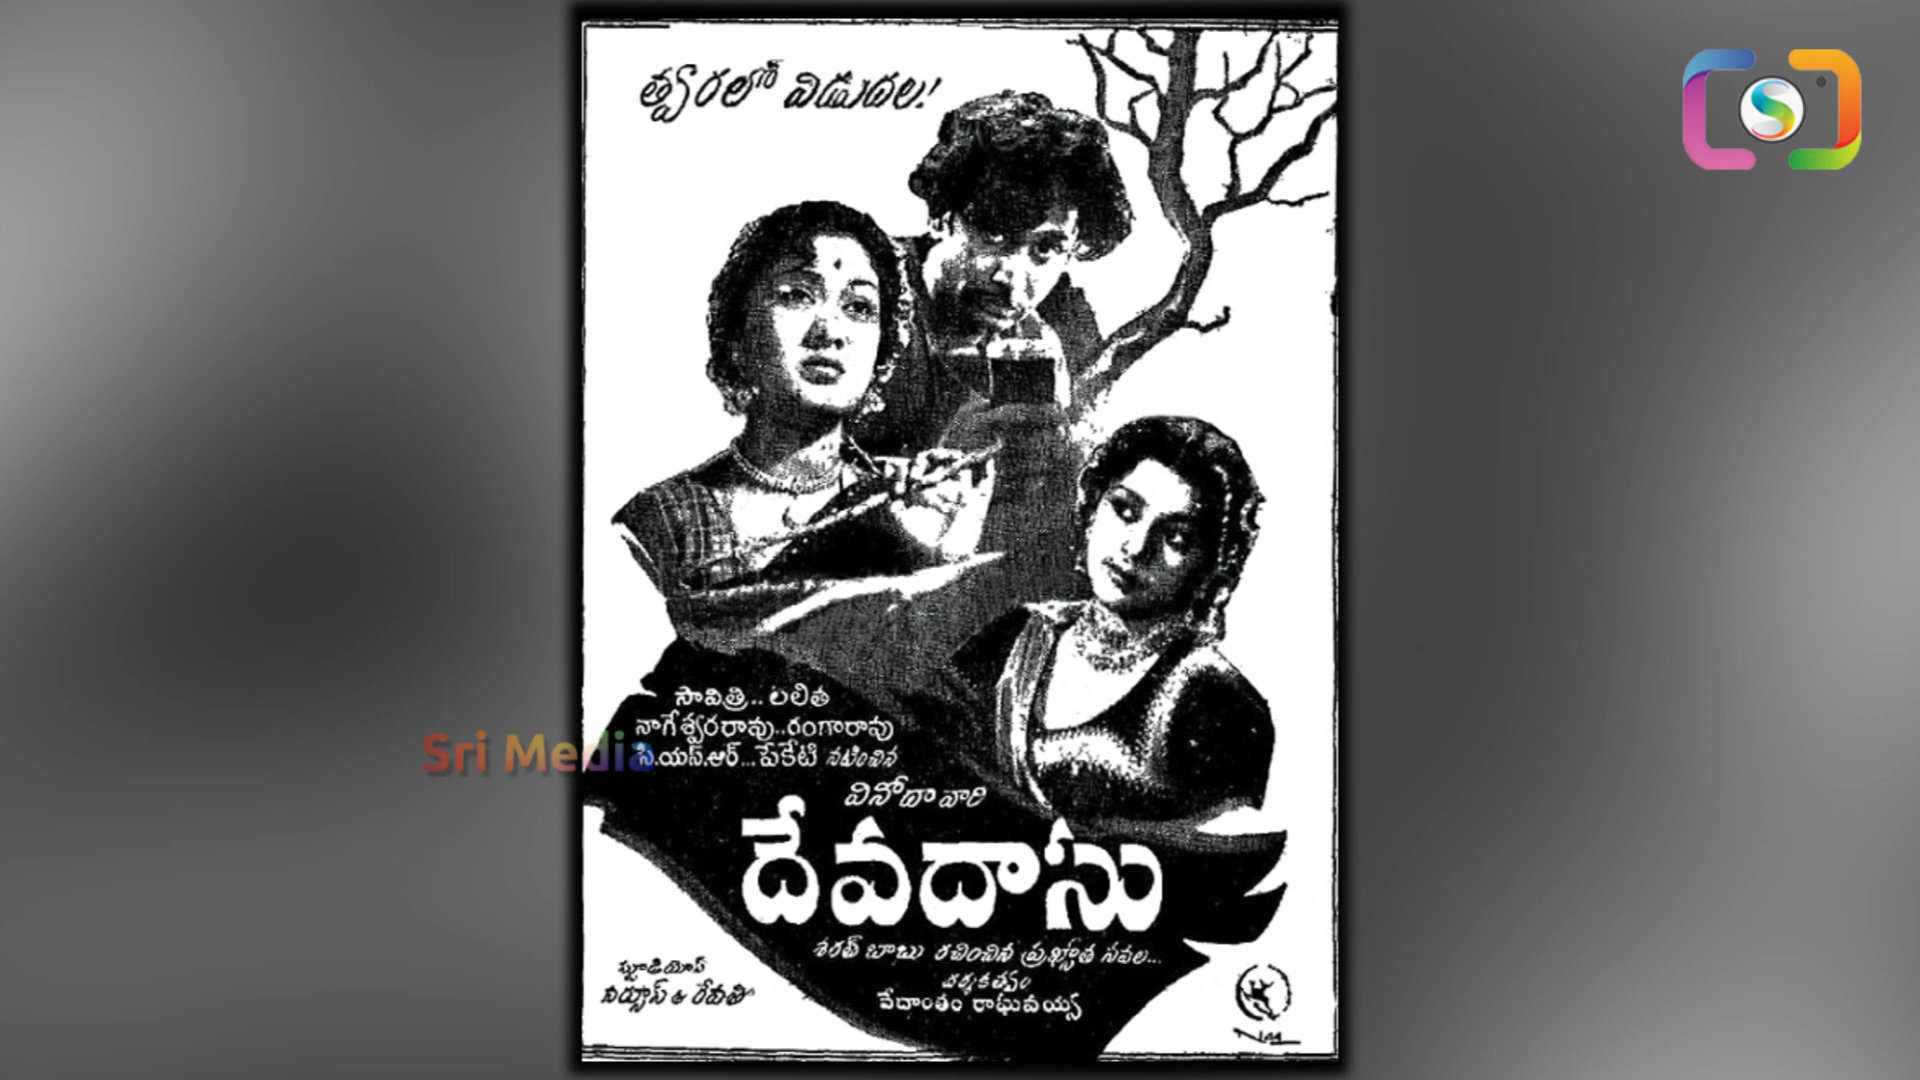 త్వరలో విడుదల!
సావిత్రి.. లలిత
నాగేశ్వరరావు..రంగారావు
సి.యస్.ఆర్...పేకేటి నటించిన
Sri Media
వినోదా వారి
దేవదాసు
శరత్ బాబు రచించిన ప్రఖ్యాత నవల...
దర్శకత్వం
వేదాంతం రాఘవయ్య
స్టూడియోస్
& రేవతి
S